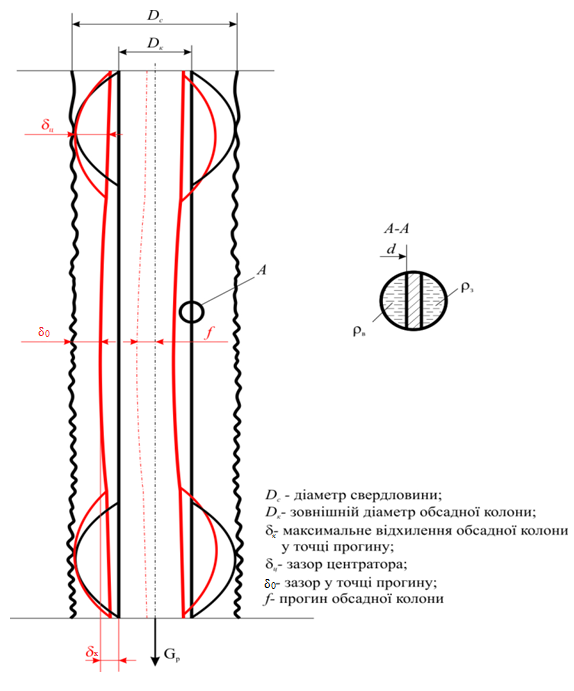 Dс
Dк
δц
A
δ0
f
A-A
d
ρв
ρз
Dс - діаметр свердловини;
Dк- зовнішній діаметр обсадної колони;
δк- максимальне відхилення обсадної колони
у точці прогину;
δц- зазор центратора;
δ0- зазор у точці прогину;
f- прогин обсадної колони
δк
Gр